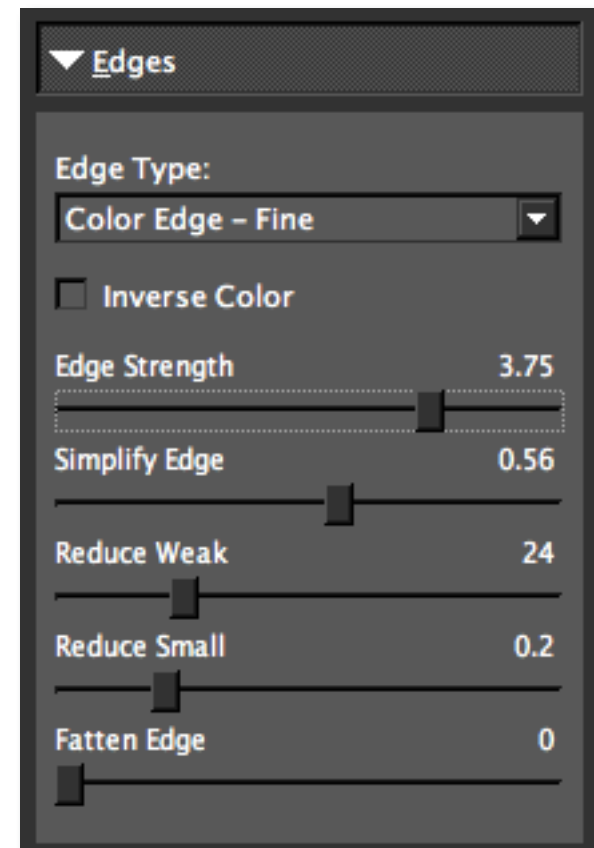 Edges
Edge Type:
Color Edge – Fine
Inverse Color
Edge Strength 3.75
Simplify Edge 0.56
Reduce Weak 24
Reduce Small 0.2
Fatten Edge 0